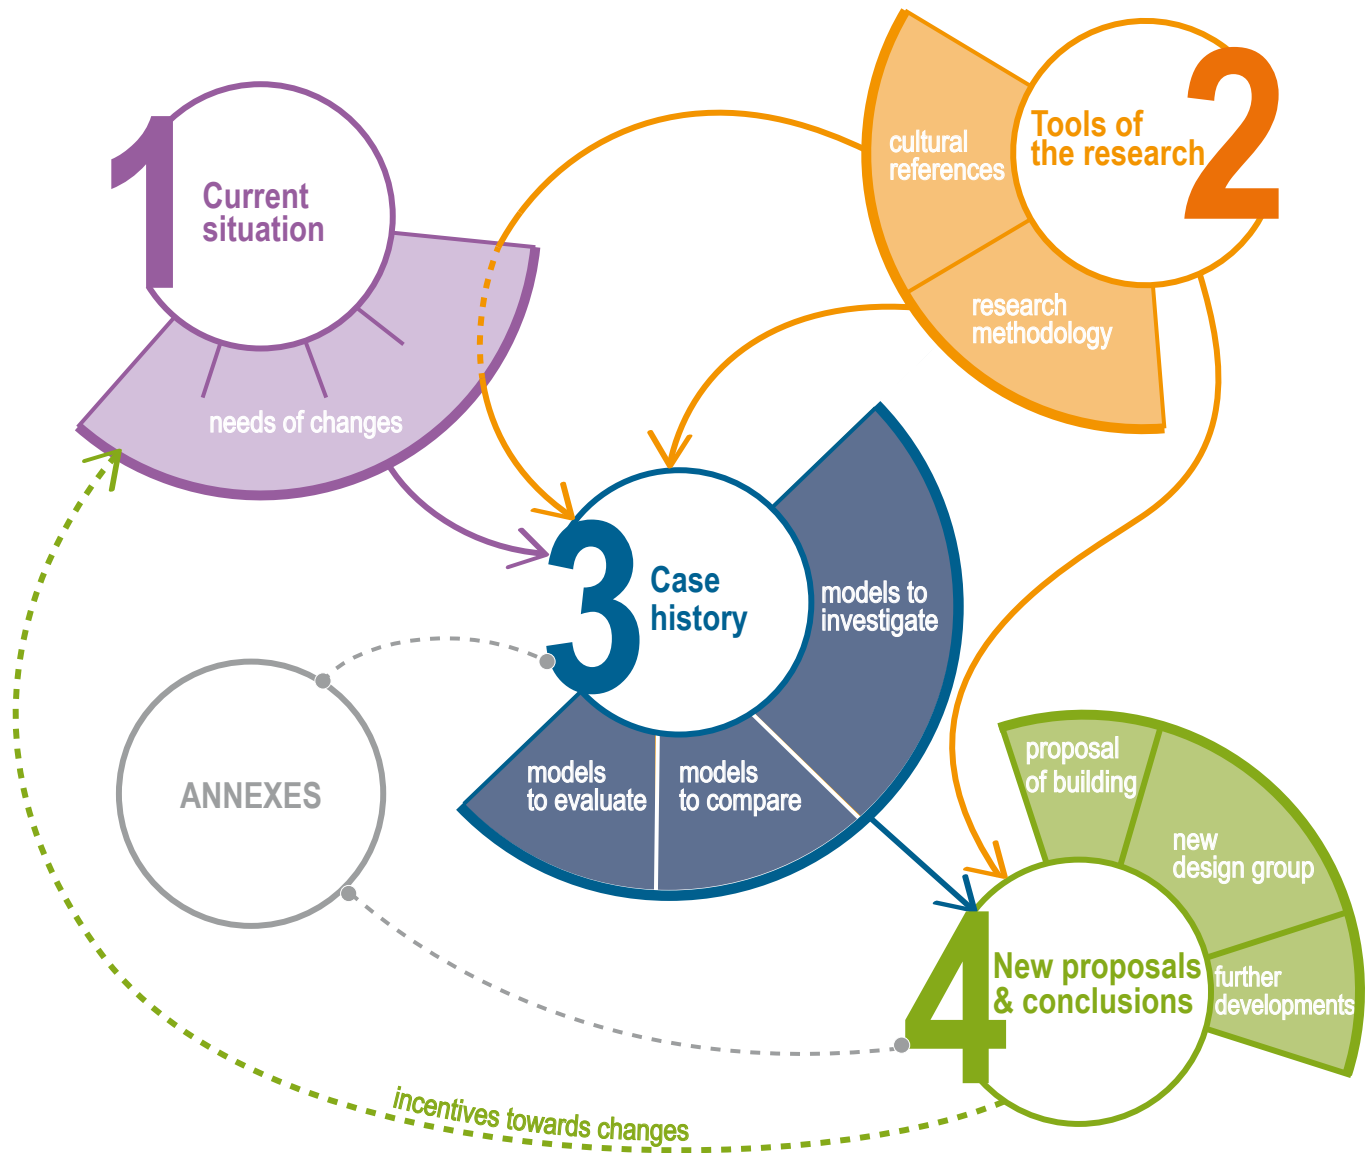 1
Current
situation
needs of changes
2
Tools of
the research
cultural
references
research
methodology
3
Case
history
models to
investigate
models
to compare
models
to evaluate
ANNEXES
4
New proposals
& conclusions
proposal
of building
new
design group
further
developments
incentives towards changes